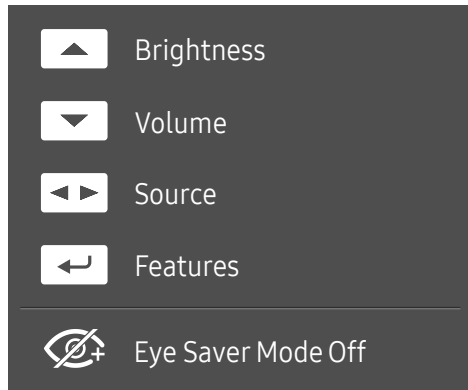 Brightness
Volume
Source
Features
Eye Saver Mode Off